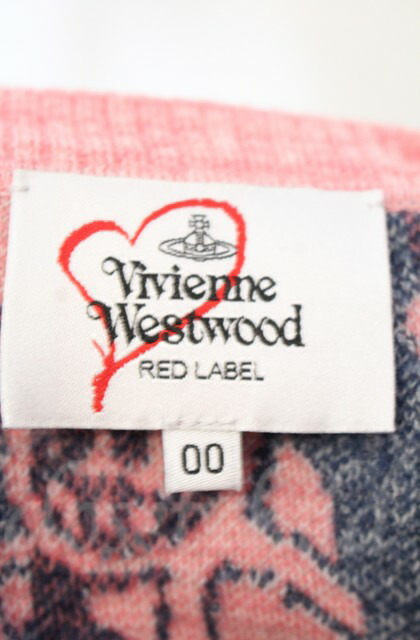 Vivienne
Westwood
RED LABEL
00